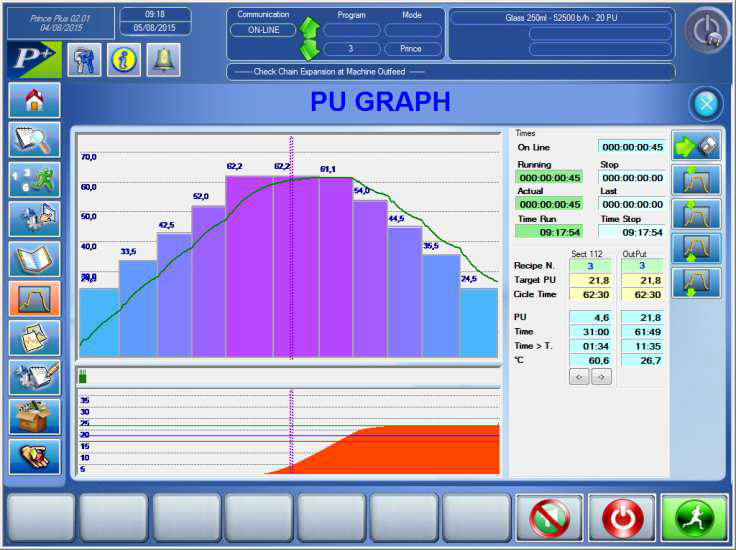 Prince Plus 02.01
04/08/2015
09:18
05/08/2015
Communication
ON-LINE
Program
3
Mode
Prince
Glass 250ml - 52500 b/h - 20 PU
Check Chain Expansion at Machine Outfeed
P+
PU GRAPH
1 3 6
70,0
60,0
50,0
40,0
33,5
42,5
52,0
62,2
62,2
61,1
54,0
44,5
35,5
24,5
35
30
25
20
15
10
5
Times
On Line 000:00:00:45
Running Stop
000:00:00:45 000:00:00:00
Actual Last
000:00:00:45 000:00:00:00
Time Run Time Stop
09:17:54 09:17:54
Sect 112 OutPut
Recipe N. 3 3
Target PU 21,8 21,8
Cicle Time 62:30 62:30
PU 4,6 21,8
Time 31:00 61:49
Time > T. 01:34 11:35
°C 60,6 26,7
<- ->